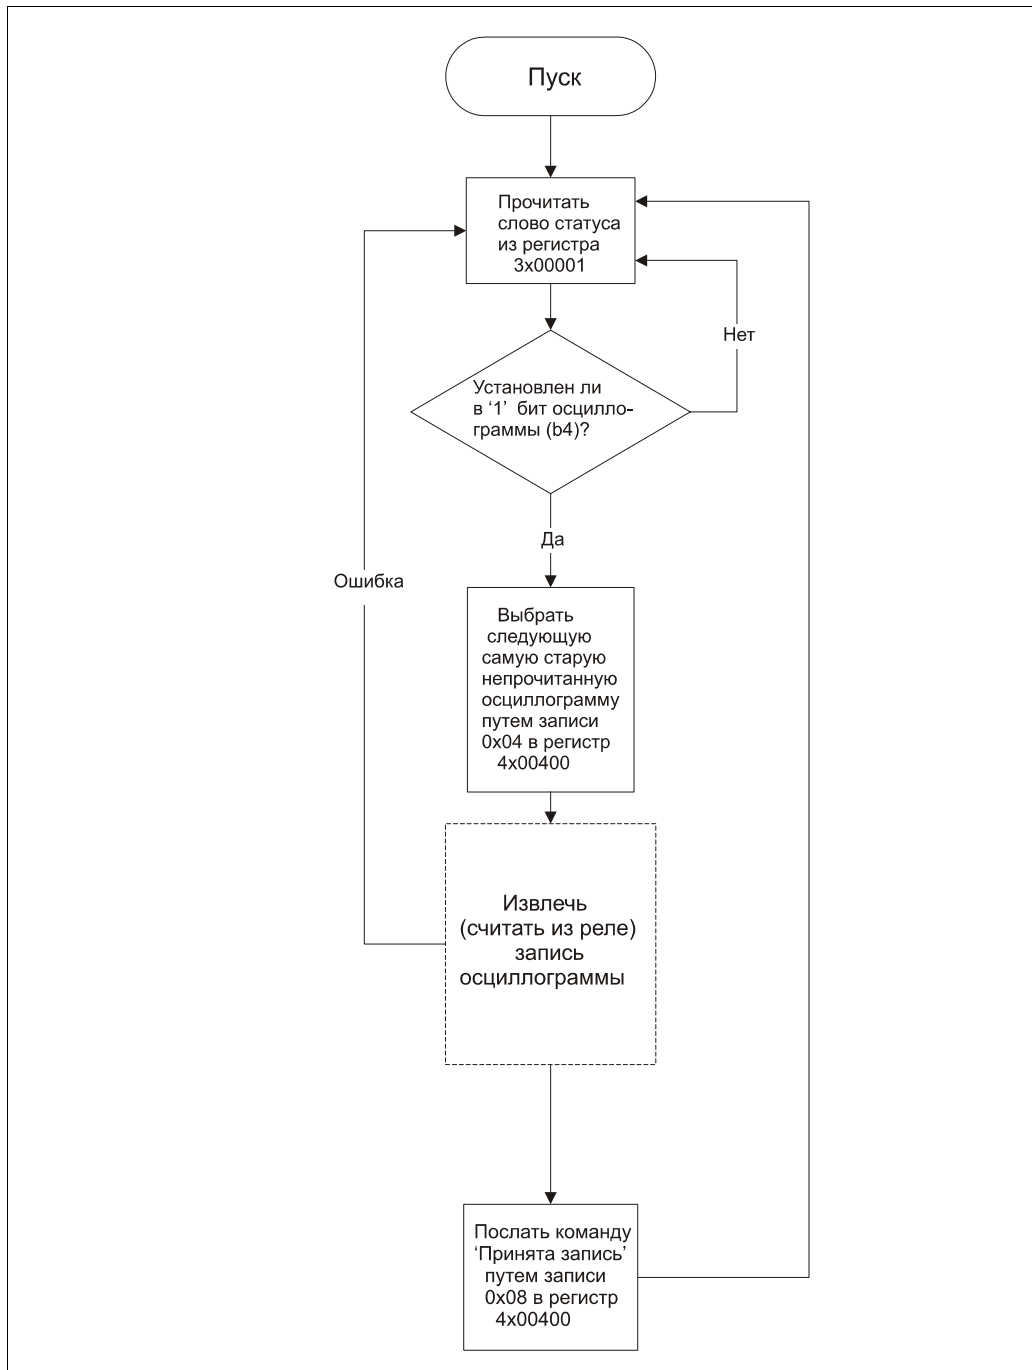 Пуск
Прочитать
слово статуса
из регистра
3x00001
Нет
Установлен ли
в ‘1’ бит осцилло-
граммы (b4)?
Да
Ошибка
Выбрать
следующую
самую старую
непрочитанную
осциллограмму
путем записи
0x04 в регистр
4x00400
Извлечь
(считать из реле)
запись
осциллограммы
Послать команду
‘Принята запись’
путем записи
0x08 в регистр
4x00400